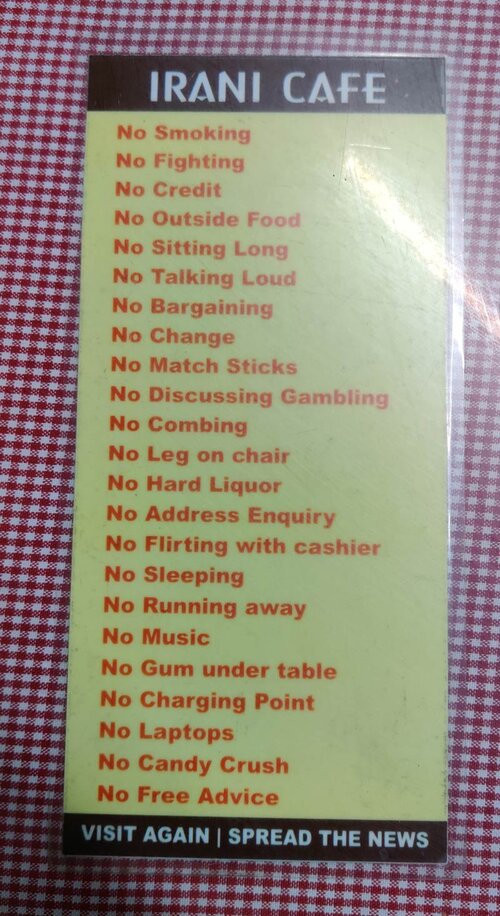 IRANI CAFE
No Smoking
No Fighting
No Credit
No Outside Food
No Sitting Long
No Talking Loud
No Bargaining
No Change
No Match Sticks
No Discussing Gambling
No Combing
No Leg on chair
No Hard Liquor
No Address Enquiry
No Flirting with cashier
No Sleeping
No Running away
No Music
No Gum under table
No Charging Point
No Laptops
No Candy Crush
No Free Advice
VISIT AGAIN | SPREAD THE NEWS